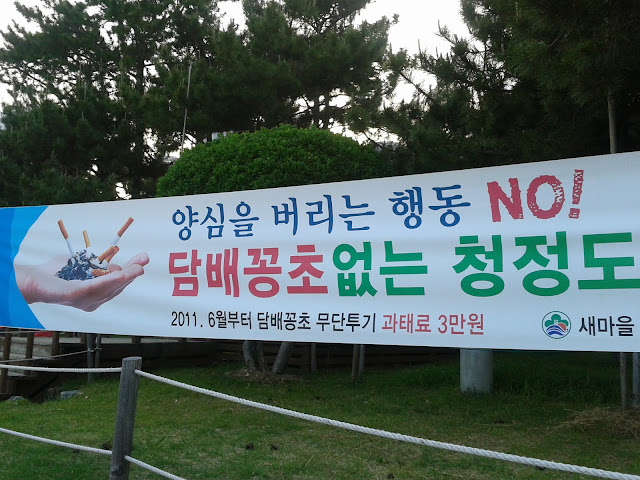 양심을 버리는 행동 NO!
담배꽁초없는 청정도
2011. 6월부터 담배꽁초 무단투기 과태료 3만원
새마을